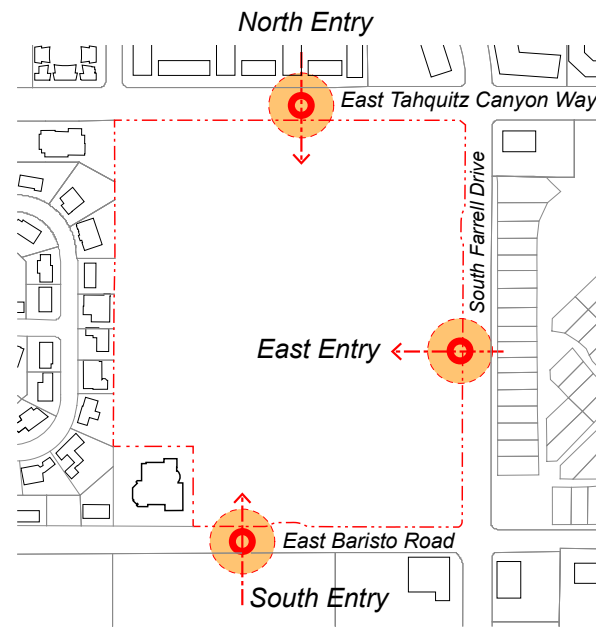 North Entry
East Tahquitz Canyon Way
South Farrell Drive
East Entry
East Baristo Road
South Entry